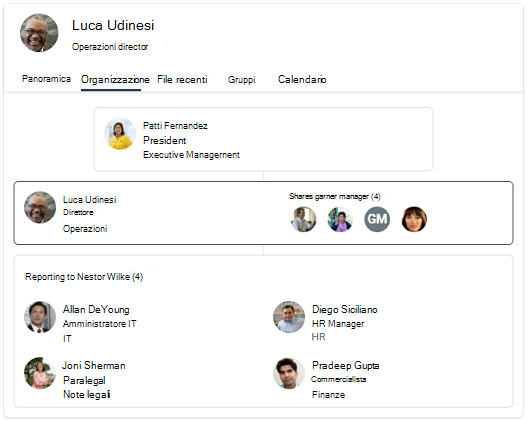 Luca Udinesi
Operazioni director
Panoramica Organizzazione File recenti Gruppi Calendario
Patti Fernandez
President
Executive Management
Luca Udinesi
Direttore
Operazioni
Shares garner manager (4)
GM
Reporting to Nestor Wilke (4)
Allan DeYoung
Amministratore IT
IT
Diego Siciliano
HR Manager
HR
Joni Sherman
Paralegal
Note legali
Pradeep Gupta
Commercialista
Finanze